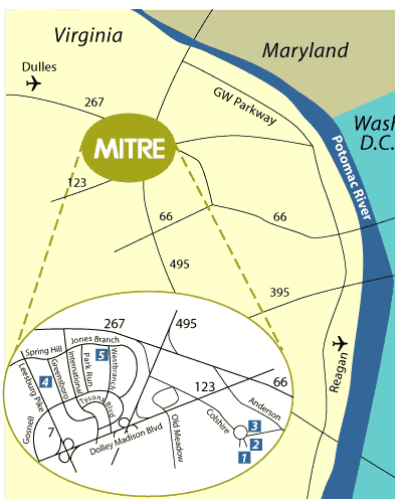 Virginia
Maryland
Dulles
267
GW Parkway
Wash
D.C.
Potomac River
MITRE
123
66
66
495
395
Reagan
267
495
Jones Branch
Spring Hill
5
Westbranch
Park Run
International
Greensboro
4
Leesburg Pike
Tysons Blvd
123
66
Anderson
Colshire
3
2
1
Old Meadow
Dolley Madison Blvd
7
Gosnell